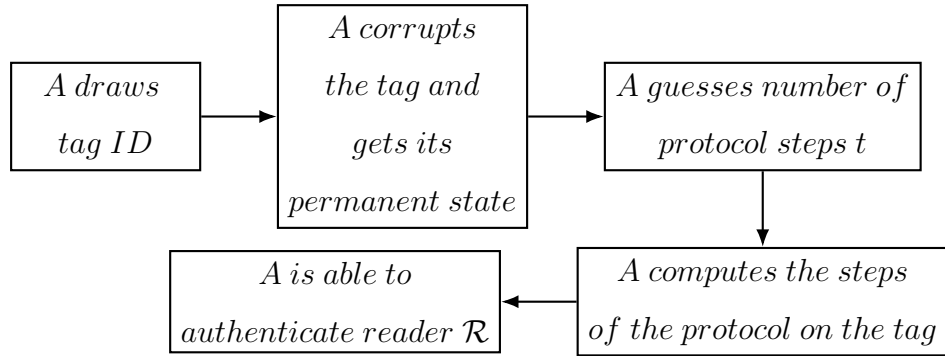 A draws
tag ID
A corrupts
the tag and
gets its
permanent state
A guesses number of
protocol steps t
A computes the steps
of the protocol on the tag
A is able to
authenticate reader ℛ